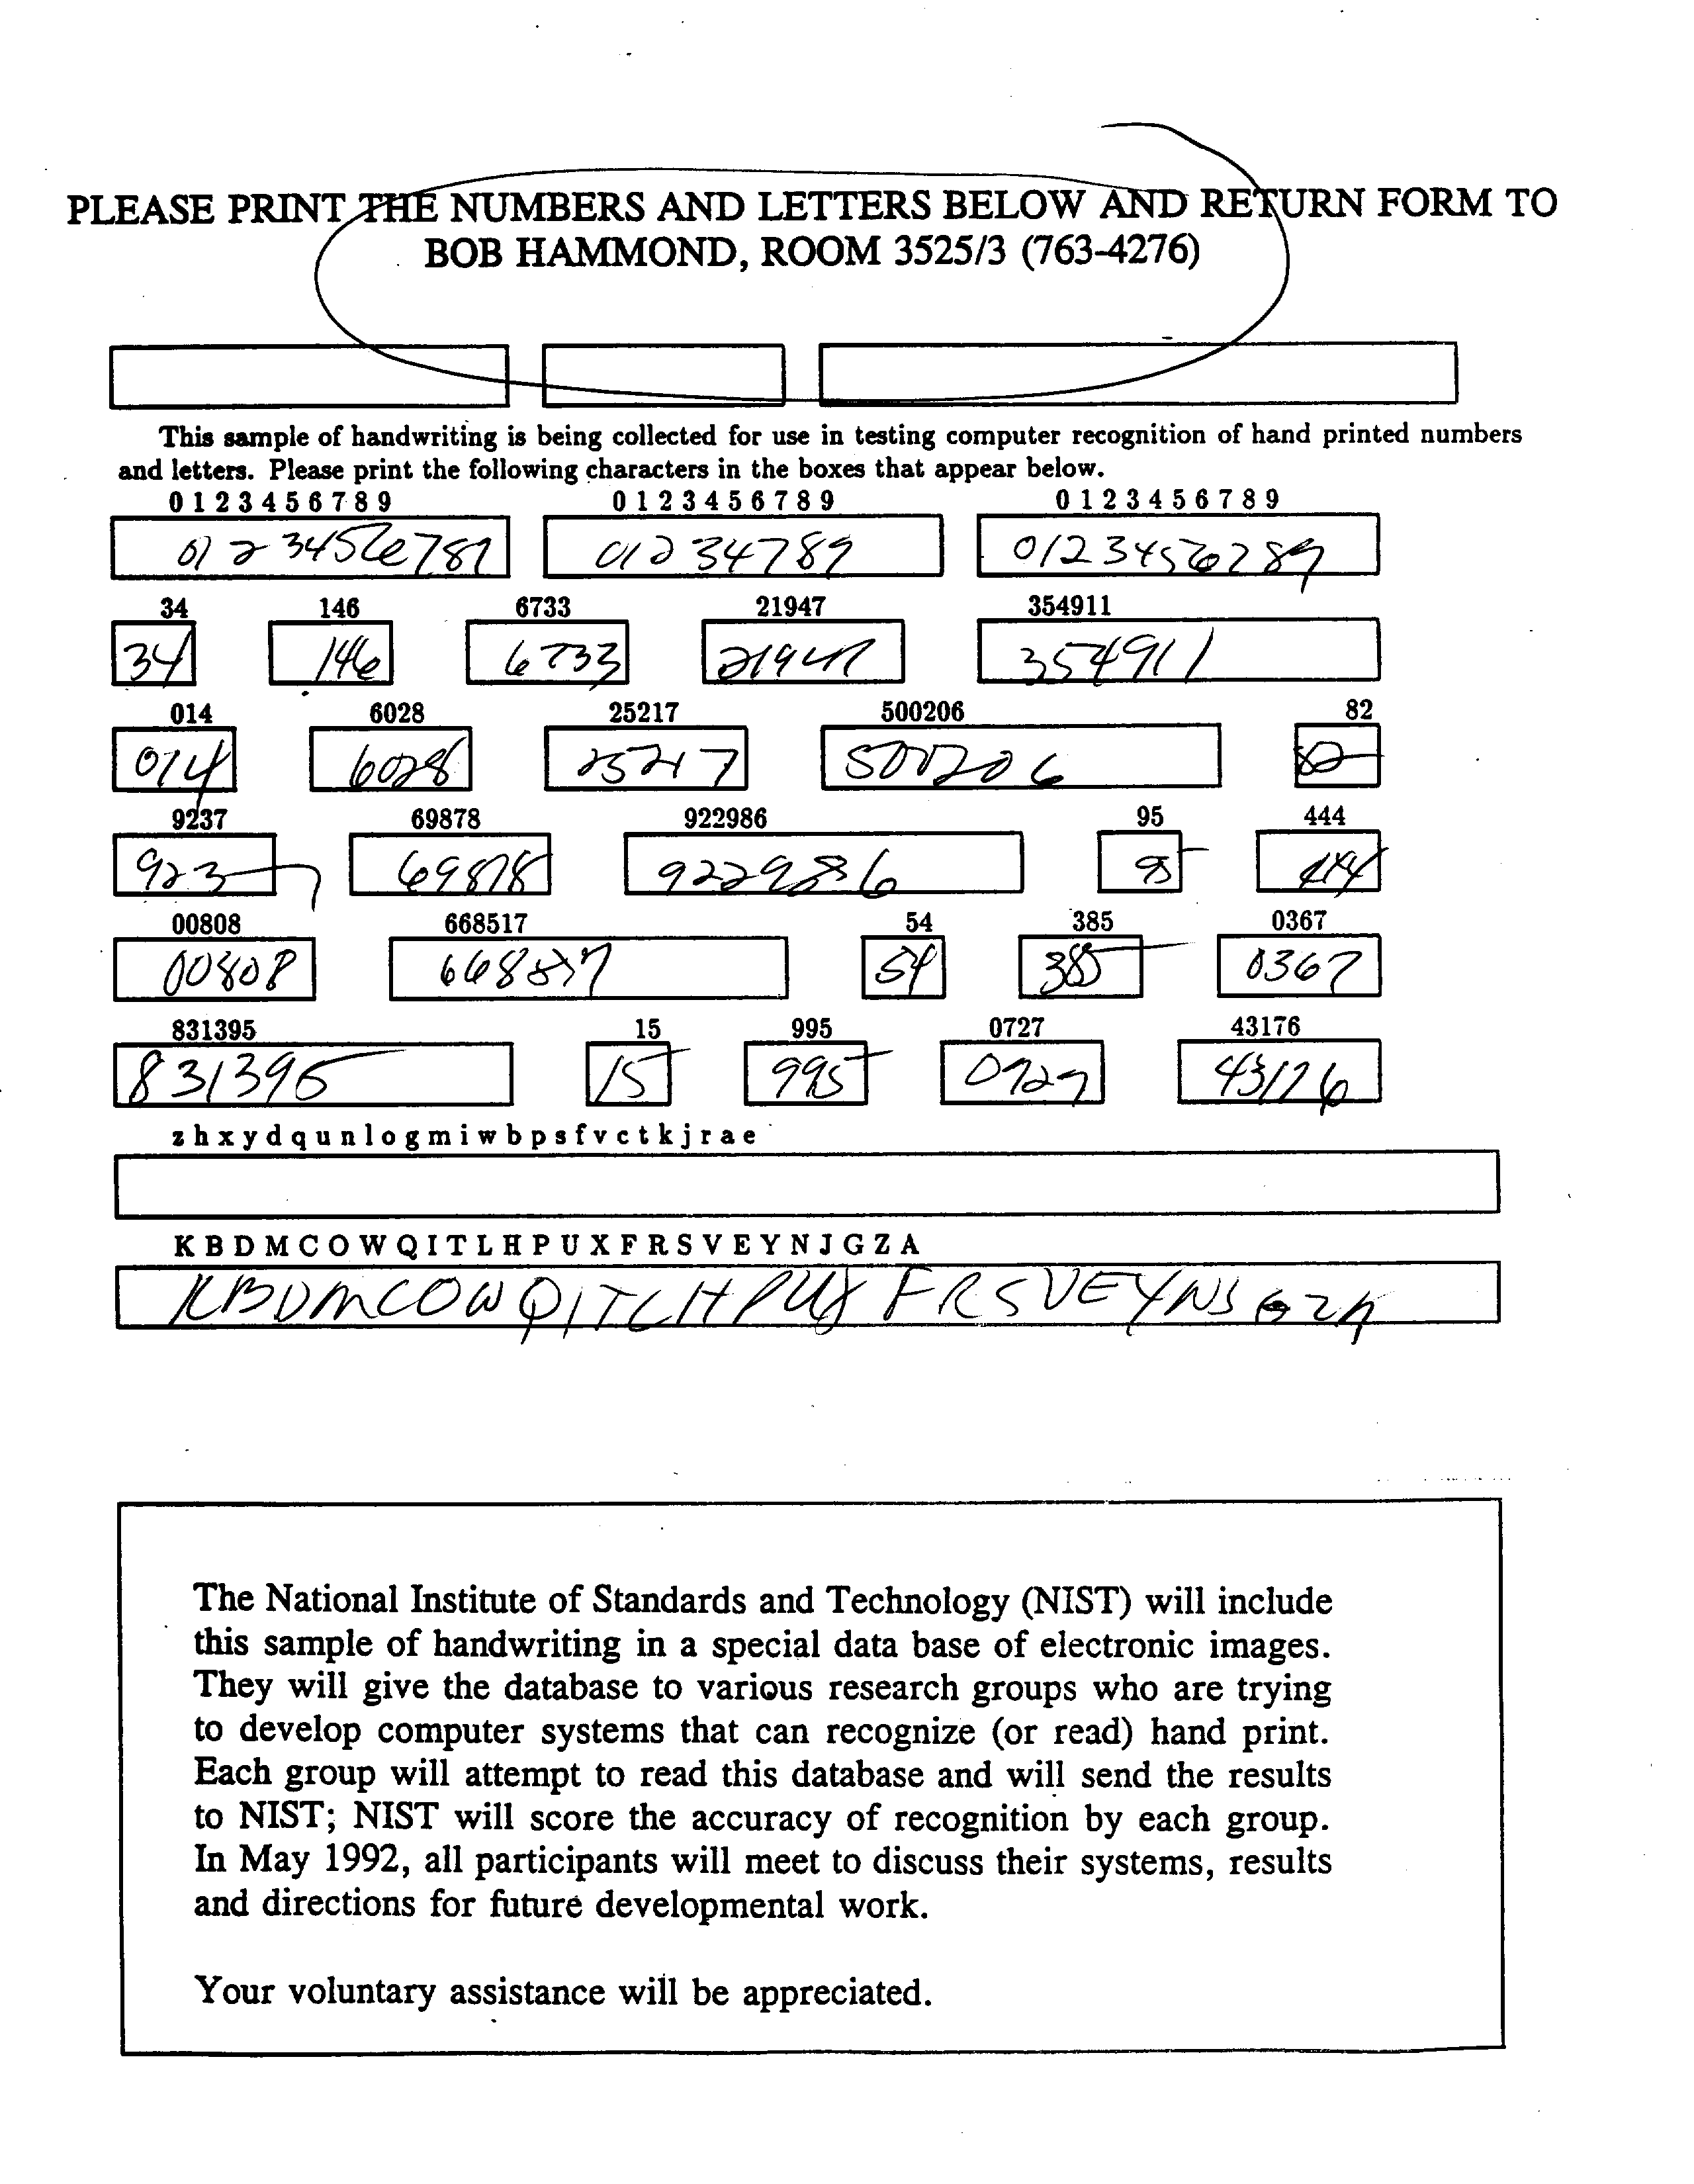 PLEASE PRINT THE NUMBERS AND LETTERS BELOW AND RETURN FORM TO
BOB HAMMOND, ROOM 3525/3 (763-4276)
This sample of handwriting is being collected for use in testing computer recognition of hand printed numbers
and letters. Please print the following characters in the boxes that appear below.
0 1 2 3 4 5 6 7 8 9 0 1 2 3 4 5 6 7 8 9 0 1 2 3 4 5 6 7 8 9
0123456789 01234789 0123456789
34 146 6733 21947 354911
34 146 6733 21947 354911
014 6028 25217 500206 82
014 6028 25217 500206 82
9237 69878 922986 95 444
9237 69878 922986 95 444
00808 668517 54 385 0367
00808 668517 54 385 0367
831395 15 995 0727 43176
831395 15 995 0727 43176
z h x y d q u n l o g m i w b p s f v c t k j r a e
K B D M C O W Q I T L H P U X F R S V E Y N J G Z A
KBDMCOWQITLHPUX FRSVEYNJGZA
The National Institute of Standards and Technology (NIST) will include
this sample of handwriting in a special data base of electronic images.
They will give the database to various research groups who are trying
to develop computer systems that can recognize (or read) hand print.
Each group will attempt to read this database and will send the results
to NIST; NIST will score the accuracy of recognition by each group.
In May 1992, all participants will meet to discuss their systems, results
and directions for future developmental work.
Your voluntary assistance will be appreciated.